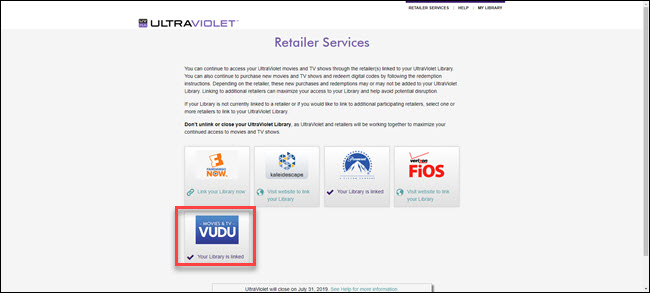 RETAILER SERVICES | HELP | MY LIBRARY
ULTRAVIOLET
Retailer Services
You can continue to access your UltraViolet movies and TV shows through the retailer(s) linked to your UltraViolet Library.
You can also continue to purchase new movies and TV shows and redeem digital codes by following the redemption
instructions. Depending on the retailer, these new purchases and redemptions may or may not be added to your UltraViolet
Library. Linking to additional retailers can maximize your access to your Library and help avoid potential disruption.
If your Library is not currently linked to a retailer or if you would like to link to additional participating retailers, select one or
more retailers to link to your UltraViolet Library.
Don't unlink or close your UltraViolet Library, as UltraViolet and retailers will be working together to maximize your
continued access to movies and TV shows.
FANDANGO NOW
kaleidescape
Paramount
verizon FiOS
Link your Library now
Visit website to link your Library
Your Library is linked
Visit website to link your Library
MOVIES & TV
VUDU
Your Library is linked
UltraViolet will close on July 31, 2019. See Help for more information.